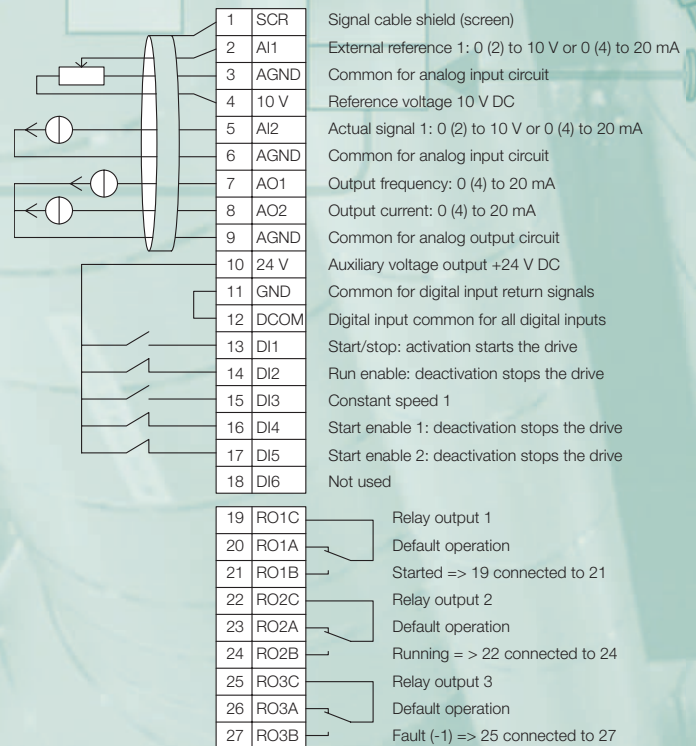 1 SCR Signal cable shield (screen)
2 AI1 External reference 1: 0 (2) to 10 V or 0 (4) to 20 mA
3 AGND Common for analog input circuit
4 10 V Reference voltage 10 V DC
5 AI2 Actual signal 1: 0 (2) to 10 V or 0 (4) to 20 mA
6 AGND Common for analog input circuit
7 AO1 Output frequency: 0 (4) to 20 mA
8 AO2 Output current: 0 (4) to 20 mA
9 AGND Common for analog output circuit
10 24 V Auxiliary voltage output +24 V DC
11 GND Common for digital input return signals
12 DCOM Digital input common for all digital inputs
13 DI1 Start/stop: activation starts the drive
14 DI2 Run enable: deactivation stops the drive
15 DI3 Constant speed 1
16 DI4 Start enable 1: deactivation stops the drive
17 DI5 Start enable 2: deactivation stops the drive
18 DI6 Not used
19 RO1C Relay output 1
20 RO1A Default operation
21 RO1B Started => 19 connected to 21
22 RO2C Relay output 2
23 RO2A Default operation
24 RO2B Running = > 22 connected to 24
25 RO3C Relay output 3
26 RO3A Default operation
27 RO3B Fault (-1) => 25 connected to 27